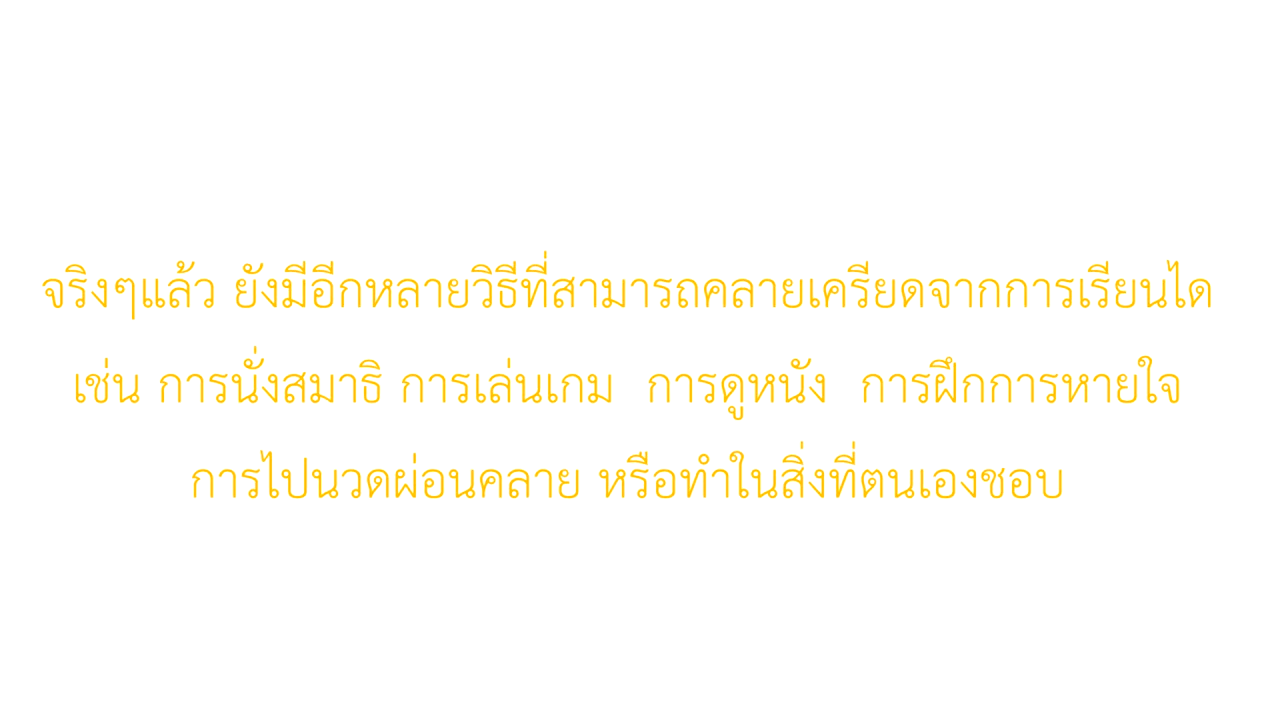 จริงๆแล้ว ยังมีอีกหลายวิธีที่สามารถคลายเครียดจากการเรียนได
เช่น การนั่งสมาธิ การเล่นเกม  การดูหนัง  การฝึกการหายใจ
การไปนวดผ่อนคลาย หรือทำในสิ่งที่ตนเองชอบ